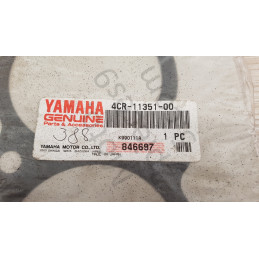 YAMAHA
4CR-11351-00
GENUINE
Parts & Accessories
388
1 PC
YAMAHA MOTOR CO., LTD.
846697